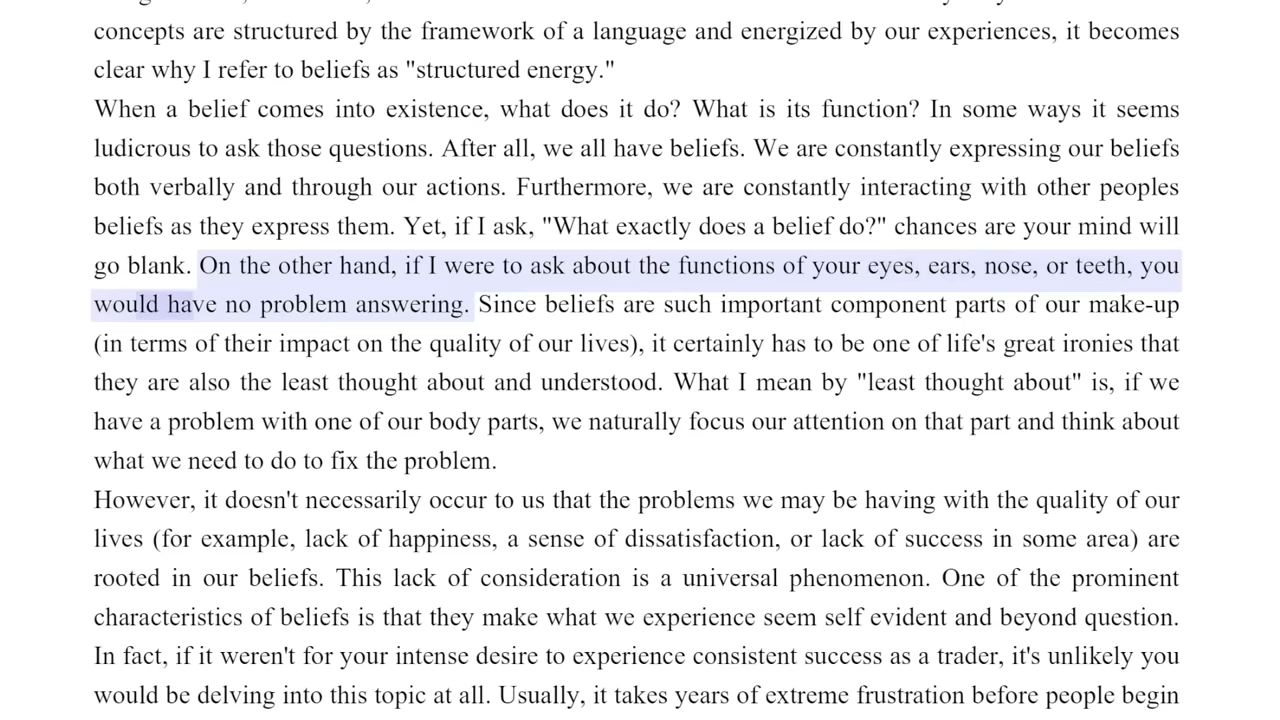 concepts are structured by the framework of a language and energized by our experiences, it becomes
clear why I refer to beliefs as "structured energy."
When a belief comes into existence, what does it do? What is its function? In some ways it seems
ludicrous to ask those questions. After all, we all have beliefs. We are constantly expressing our beliefs
both verbally and through our actions. Furthermore, we are constantly interacting with other peoples
beliefs as they express them. Yet, if I ask, "What exactly does a belief do?" chances are your mind will
go blank. On the other hand, if I were to ask about the functions of your eyes, ears, nose, or teeth, you
would have no problem answering. Since beliefs are such important component parts of our make-up
(in terms of their impact on the quality of our lives), it certainly has to be one of life's great ironies that
they are also the least thought about and understood. What I mean by "least thought about" is, if we
have a problem with one of our body parts, we naturally focus our attention on that part and think about
what we need to do to fix the problem.
However, it doesn't necessarily occur to us that the problems we may be having with the quality of our
lives (for example, lack of happiness, a sense of dissatisfaction, or lack of success in some area) are
rooted in our beliefs. This lack of consideration is a universal phenomenon. One of the prominent
characteristics of beliefs is that they make what we experience seem self evident and beyond question.
In fact, if it weren't for your intense desire to experience consistent success as a trader, it's unlikely you
would be delving into this topic at all. Usually, it takes years of extreme frustration before people begin